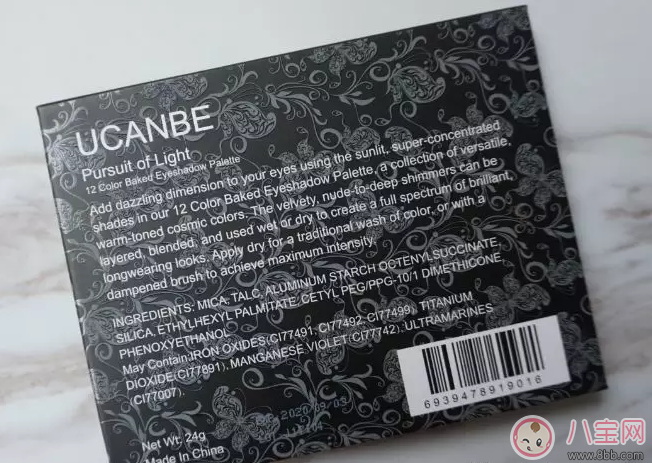 UCANBE
Pursuit of Light
12 Color Baked Eyeshadow Palette
Add dazzling dimension to your eyes using the sunlit, super-concentrated
shades in our 12 Color Baked Eyeshadow Palette, a collection of versatile,
warm-toned cosmic colors. The velvety, nude-to-deep shimmers can be
layered, blended, and used wet or dry to create a full spectrum of brilliant,
longwearing looks. Apply dry for a traditional wash of color, or with a
dampened brush to achieve maximum intensity.
INGREDIENTS: MICA, TALC, ALUMINUM STARCH OCTENYLSUCCINATE,
SILICA, ETHYLHEXYL PALMITATE, CETYL PEG/PPG-10/1 DIMETHICONE,
PHENOXYETHANOL
May Contain:IRON OXIDES(CI77491, CI77492, CI77499), TITANIUM
DIOXIDE(CI77891), MANGANESE VIOLET(CI77742), ULTRAMARINES
(CI77007).
Net Wt. 24g
Made In China
6939478919016
八宝网
www.8bb.com